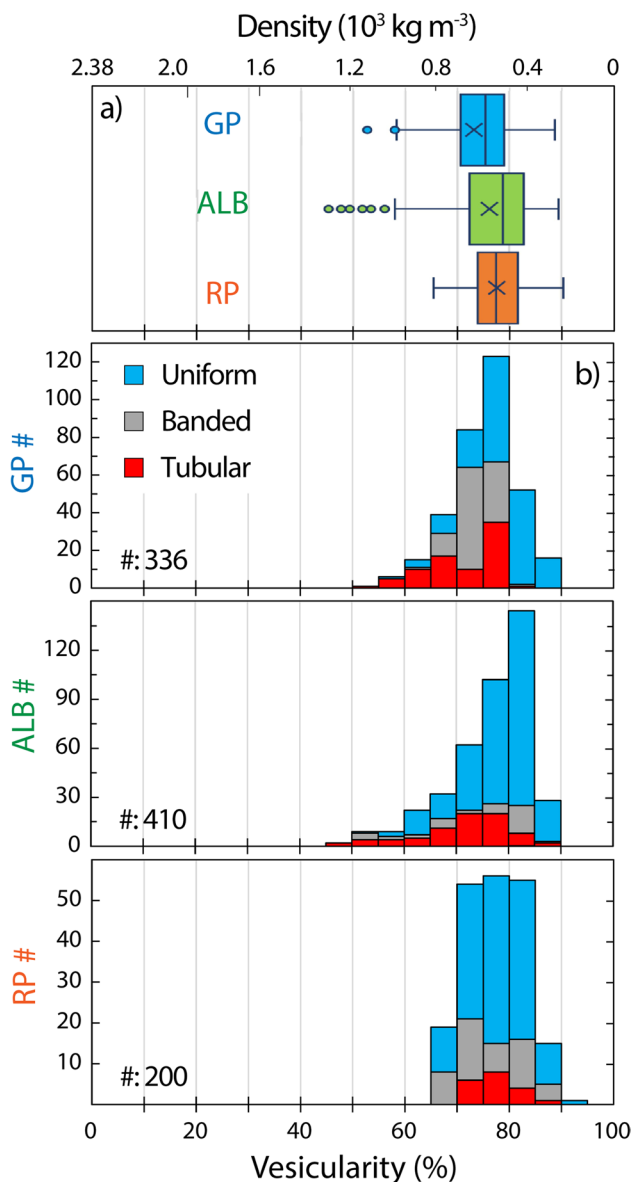 Density (10³ kg m⁻³)
2.38 2.0 1.6 1.2 0.8 0.4 0
a)
GP
ALB
RP
b)
Uniform
Banded
Tubular
GP #
120
100
80
60
40
20
0
#: 336
ALB #
120
90
60
30
0
#: 410
RP #
50
40
30
20
10
#: 200
0 20 40 60 80 100
Vesicularity (%)